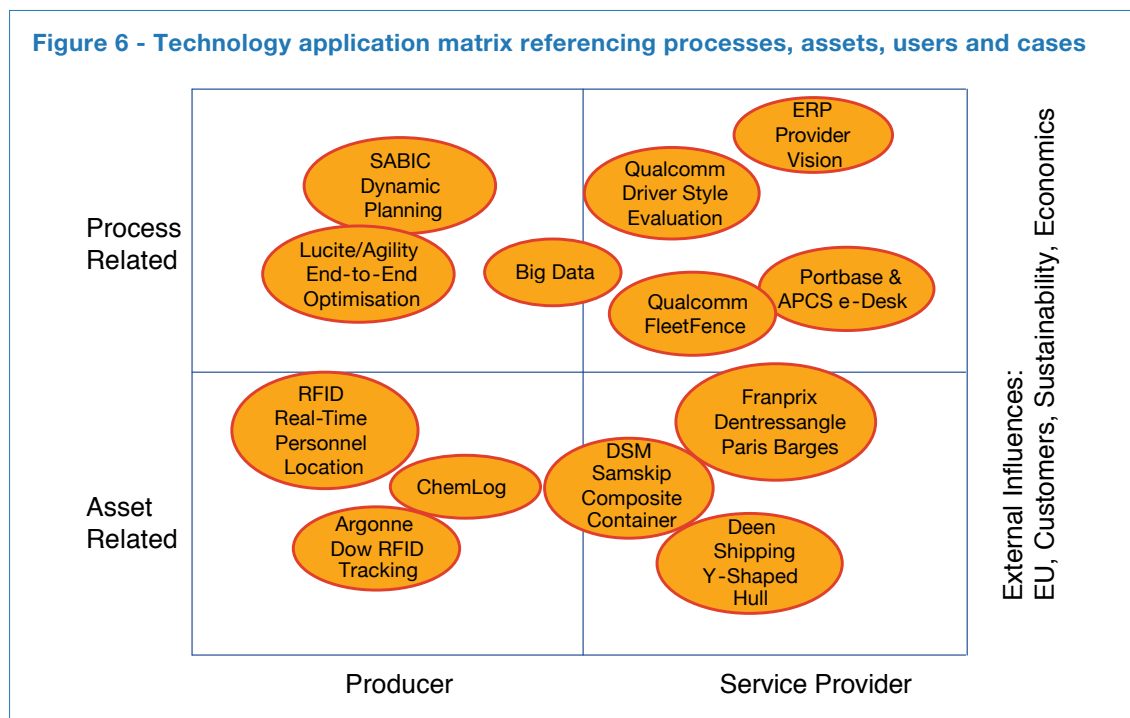 Figure 6 - Technology application matrix referencing processes, assets, users and cases
Process
Related
SABIC
Dynamic
Planning
Lucite/Agility
End-to-End
Optimisation
Big Data
Qualcomm
Driver Style
Evaluation
ERP
Provider
Vision
Qualcomm
FleetFence
Portbase &
APCS e-Desk
Asset
Related
RFID
Real-Time
Personnel
Location
ChemLog
Argonne
Dow RFID
Tracking
DSM
Samskip
Composite
Container
Franprix
Dentressangle
Paris Barges
Deen
Shipping
Y-Shaped
Hull
Producer
Service Provider
External Influences:
EU, Customers, Sustainability, Economics